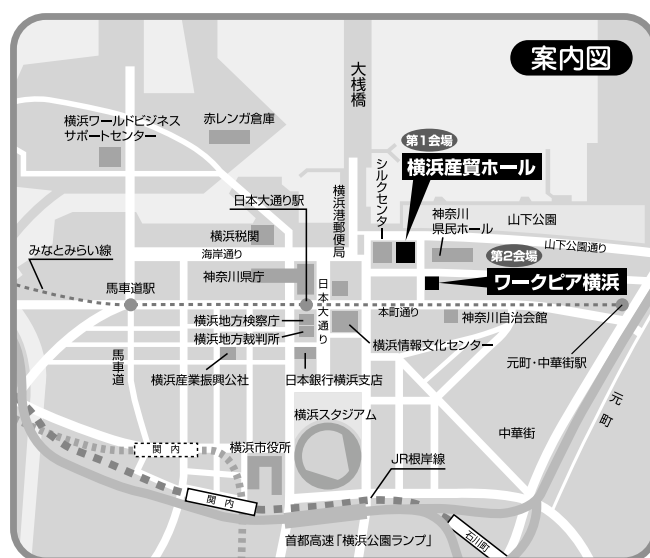 案内図
大桟橋
横浜ワールドビジネス
サポートセンター
赤レンガ倉庫
第1会場
横浜産貿ホール
シルクセンター
横浜港郵便局
日本大通り駅
神奈川
県民ホール
山下公園
横浜税関
海岸通り
山下公園通り
みなとみらい線
第2会場
ワークピア横浜
神奈川県庁
馬車道駅
日本大通り
本町通り
横浜地方検察庁
神奈川自治会館
横浜地方裁判所
横浜情報文化センター
馬車道
元町・中華街駅
横浜産業振興公社
日本銀行横浜支店
元町
横浜スタジアム
中華街
横浜市役所
関内
JR根岸線
関内
石川町
首都高速「横浜公園ランプ」